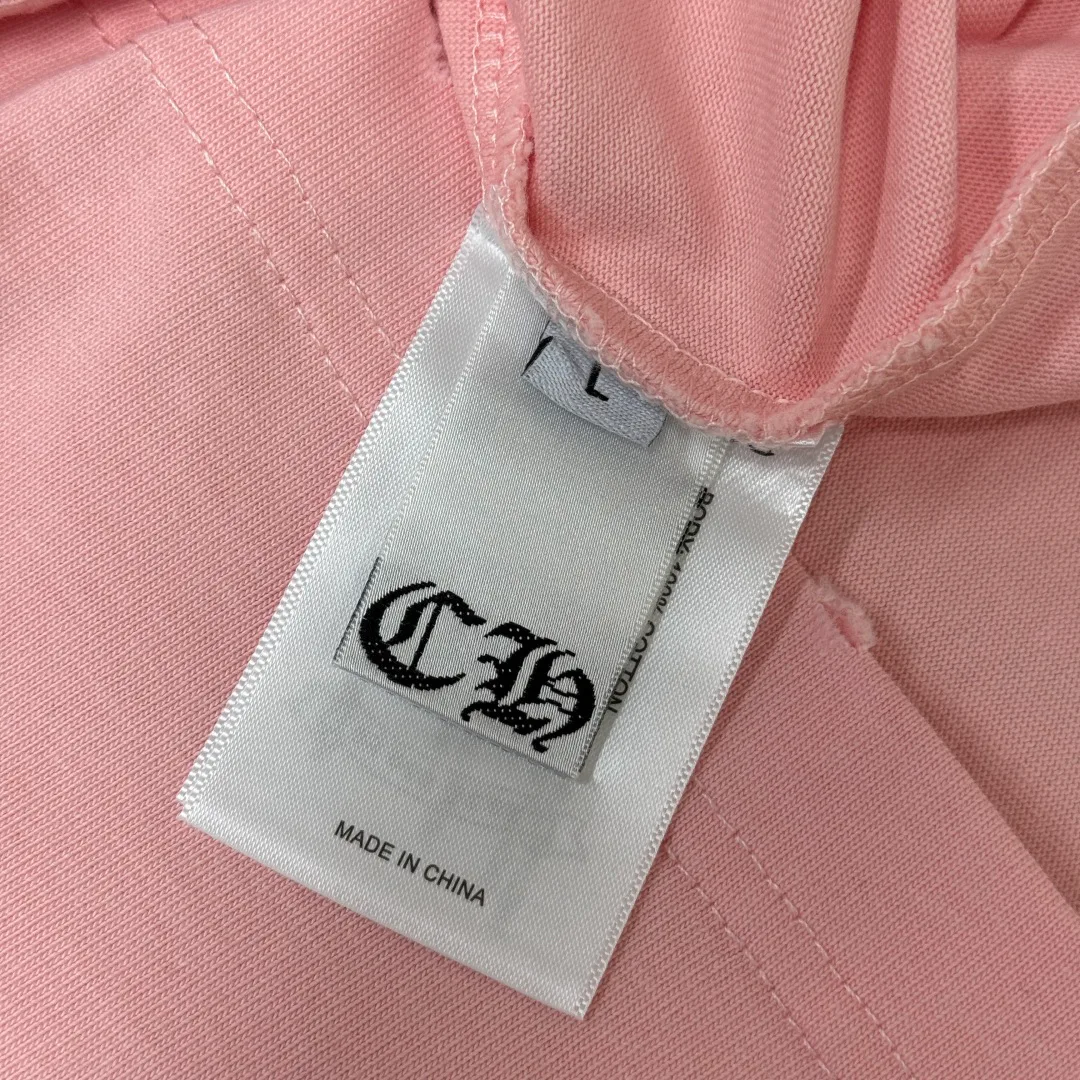 L
BODY: 100% COTTON
CH
MADE IN CHINA